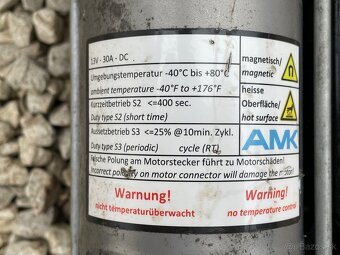 13V - 30A - DC
Umgebungstemperatur -40°C bis +80°C
ambient temperature -40°F to +176°F
Kurzzeitbetrieb S2 <=400 sec.
Duty type S2 (short time)
Aussetzbetrieb S3 <=25% @10min. Zykl.
Duty type S3 (periodic) cycle (RT)
Falsche Polung am Motorstecker führt zu Motorschäden!
Incorrect polarity on motor connector will damage the motor!
magnetisch/
magnetic
heisse
Oberfläche/
hot surface
AMK
Warnung!
nicht temperaturüberwacht
Warning!
no temperature control